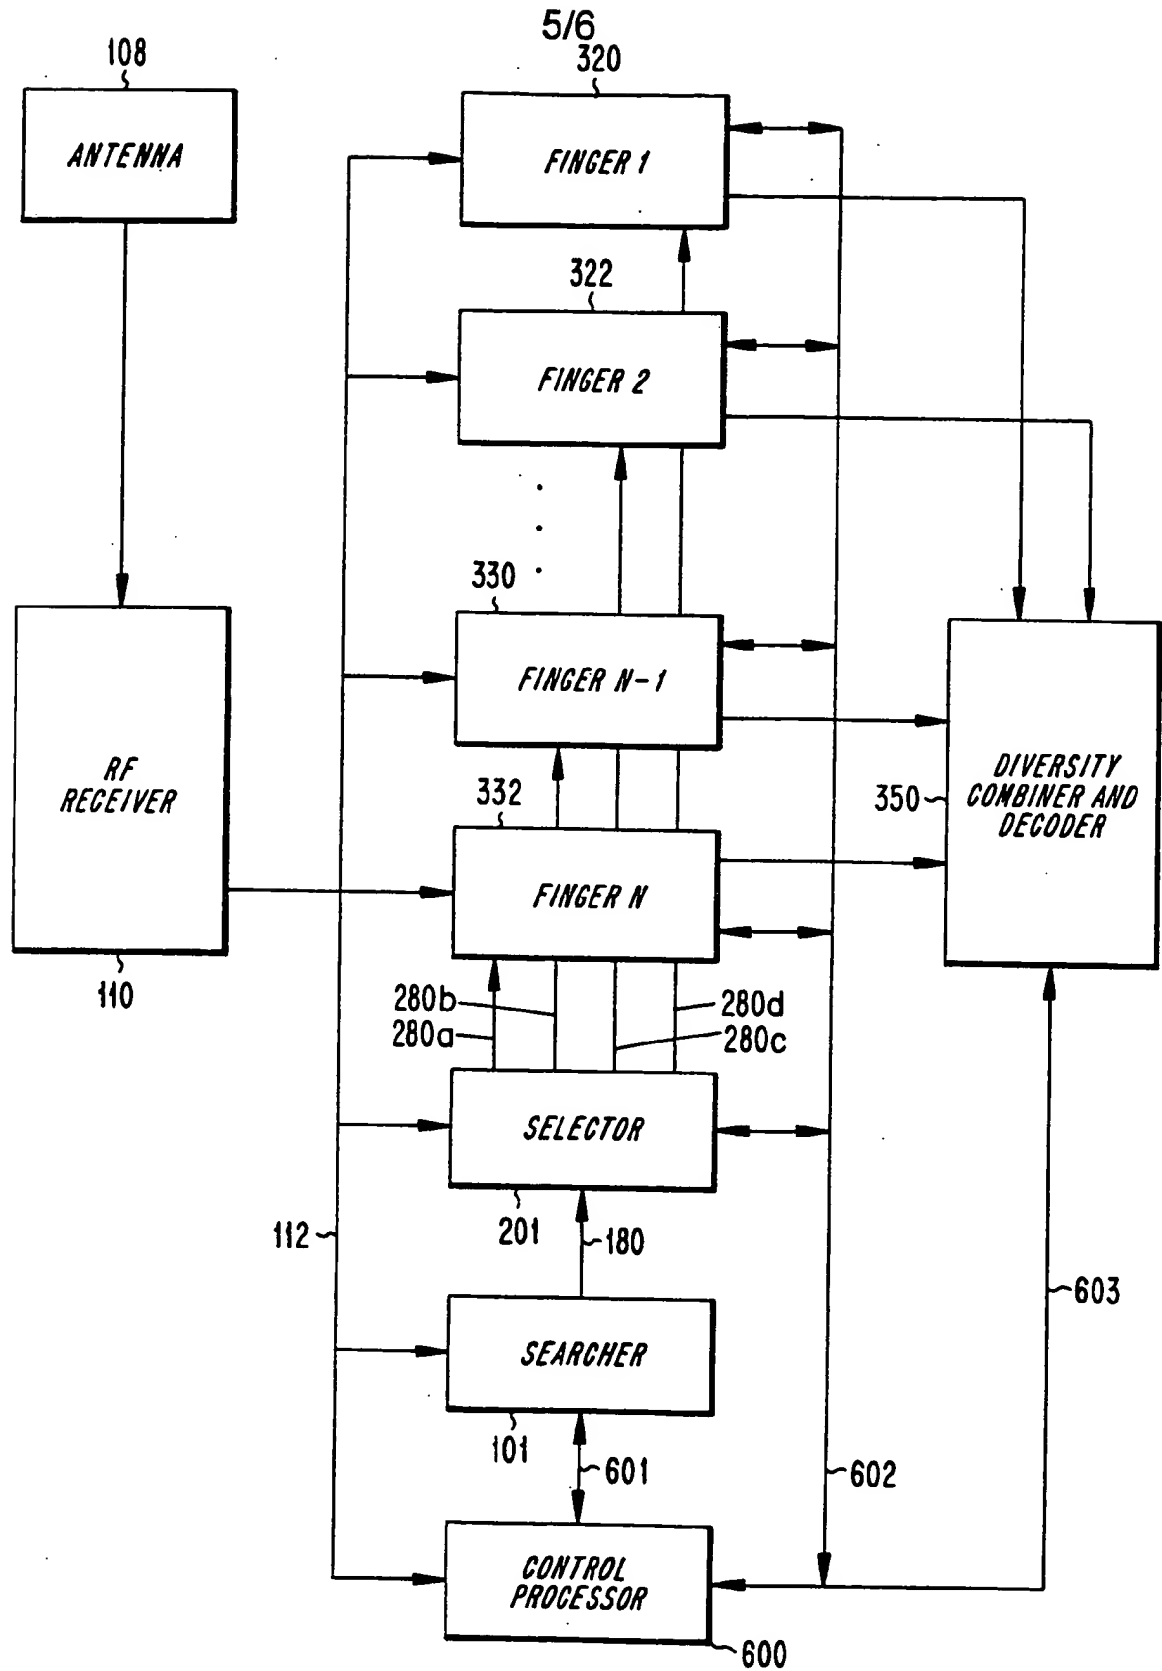 5/6
108
ANTENNA
320
FINGER 1
322
FINGER 2
330
FINGER N-1
RF
RECEIVER
110
332
FINGER N
350
DIVERSITY
COMBINER AND
DECODER
280b
280a
280d
280c
SELECTOR
201
180
112
SEARCHER
101
601
602
603
CONTROL
PROCESSOR
600